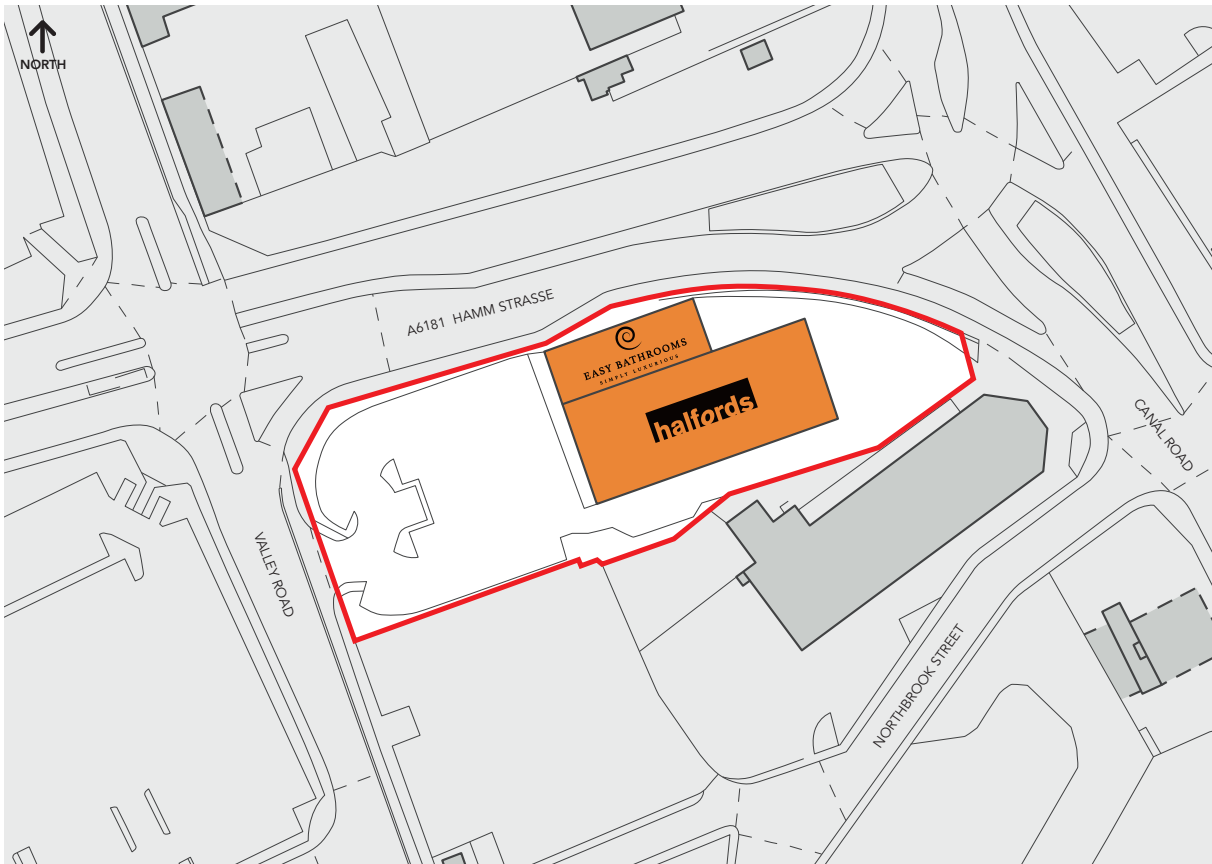 NORTH
A6181 HAMM STRASSE
EASY BATHROOMS
SIMPLY LUXURIOUS
halfords
CANAL ROAD
VALLEY ROAD
NORTHBROOK STREET